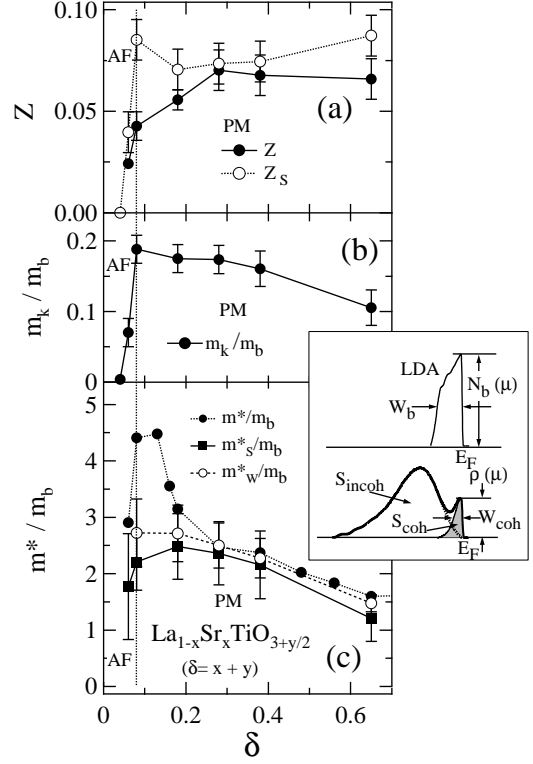 0.10
AF
0.05
Z
(a)
PM
Z
Z_S
0.00
0.2
AF
(b)
0.1
m_k / m_b
PM
m_k/m_b
0
5
m*/m_b
m*_S/m_b
m*_W/m_b
4
3
m* / m_b
2
PM
1
La_{1-x}Sr_xTiO_{3+y/2}
AF
(δ= x + y)
(c)
0
0
0.2
0.4
0.6
δ
LDA
N_b (μ)
W_b
E_F
ρ (μ)
S_incoh
S_coh
W_coh
E_F